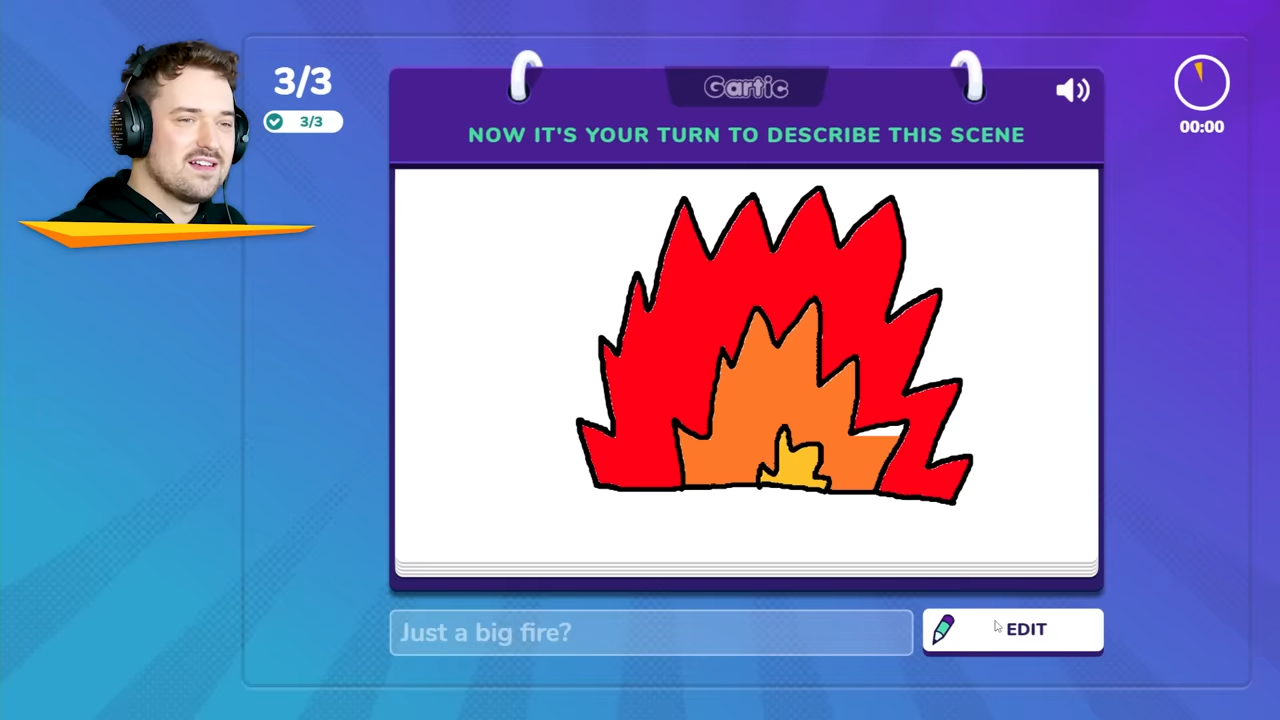 3/3
3/3
Gartic
NOW IT'S YOUR TURN TO DESCRIBE THIS SCENE
00:00
Just a big fire?
EDIT